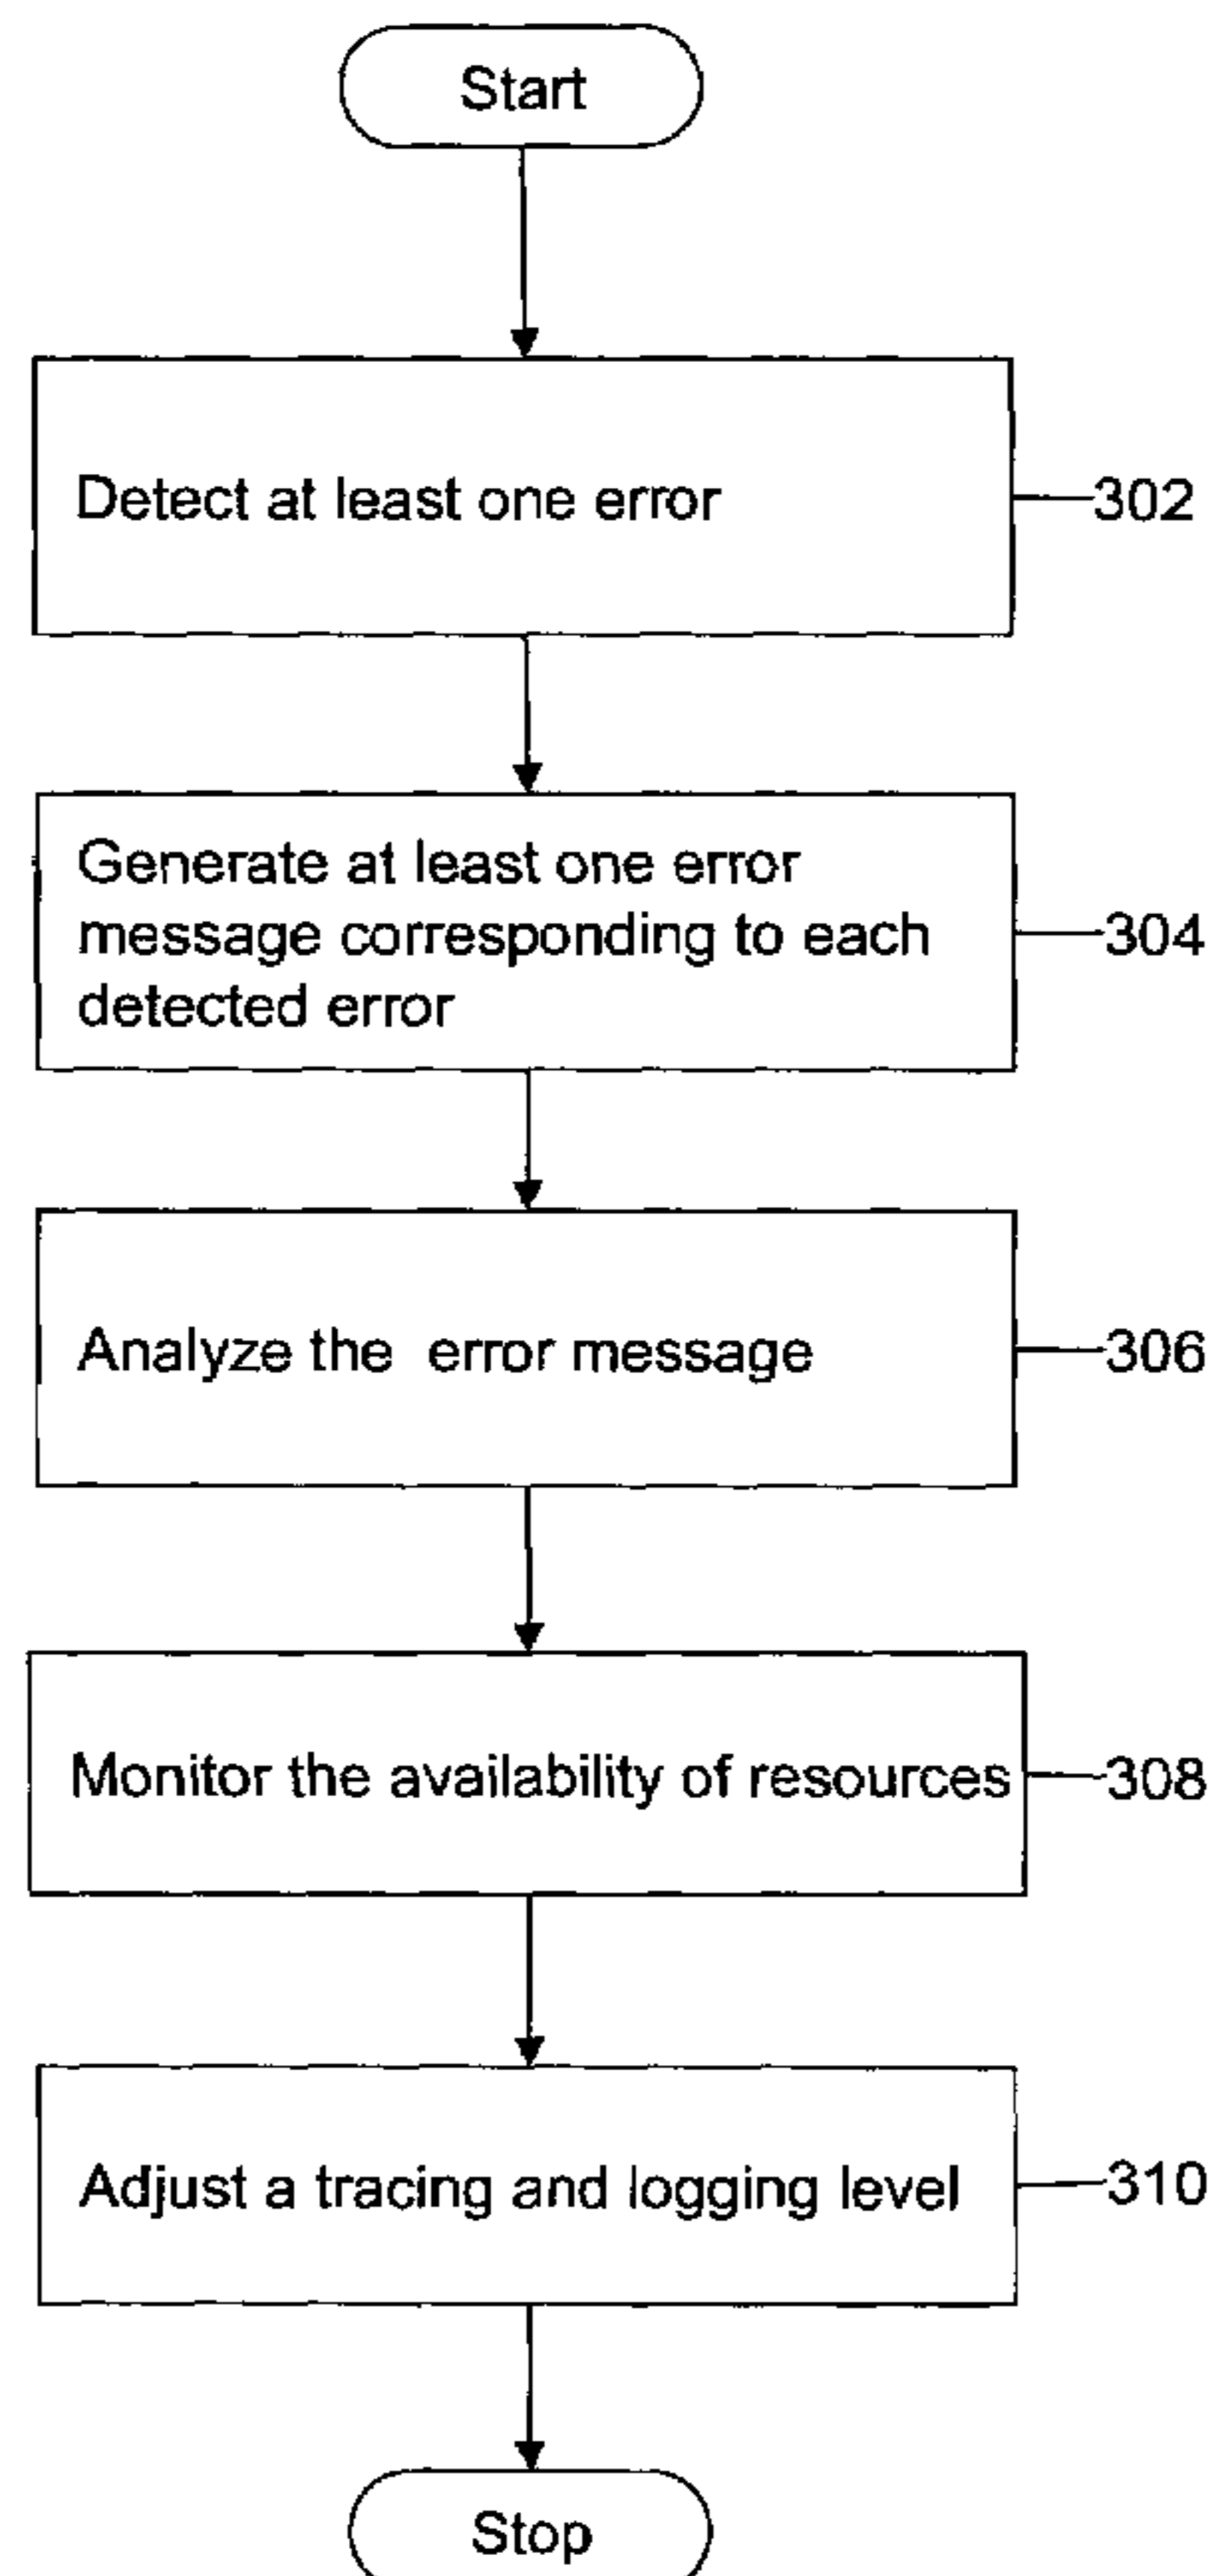 Start
Detect at least one error
302
Generate at least one error
message corresponding to each
detected error
304
Analyze the error message
306
Monitor the availability of resources
308
Adjust a tracing and logging level
310
Stop